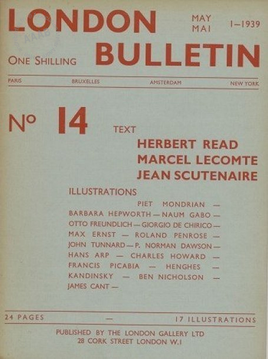 LONDON MAY 1–1939
MAI
ONE SHILLING BULLETIN
PARIS BRUXELLES AMSTERDAM NEW YORK
No 14 TEXT
HERBERT READ
MARCEL LECOMTE
JEAN SCUTENAIRE
ILLUSTRATIONS
PIET MONDRIAN —
BARBARA HEPWORTH — NAUM GABO —
OTTO FREUNDLICH — GIORGIO DE CHIRICO —
MAX ERNST — ROLAND PENROSE —
JOHN TUNNARD — P. NORMAN DAWSON —
HANS ARP — CHARLES HOWARD —
FRANCIS PICABIA — HENGHES —
KANDINSKY — BEN NICHOLSON —
JAMES CANT —
24 PAGES — 17 ILLUSTRATIONS
PUBLISHED BY THE LONDON GALLERY LTD
28 CORK STREET LONDON W.I